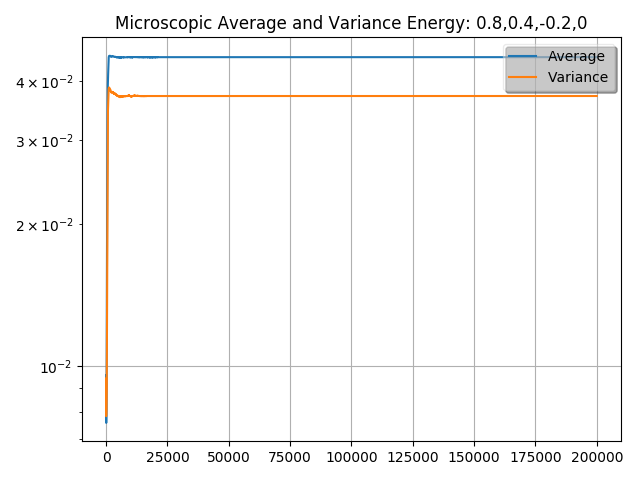 Microscopic Average and Variance Energy: 0.8,0.4,-0.2,0
Average
Variance
4 × 10⁻²
3 × 10⁻²
2 × 10⁻²
10⁻²
0 25000 50000 75000 100000 125000 150000 175000 200000